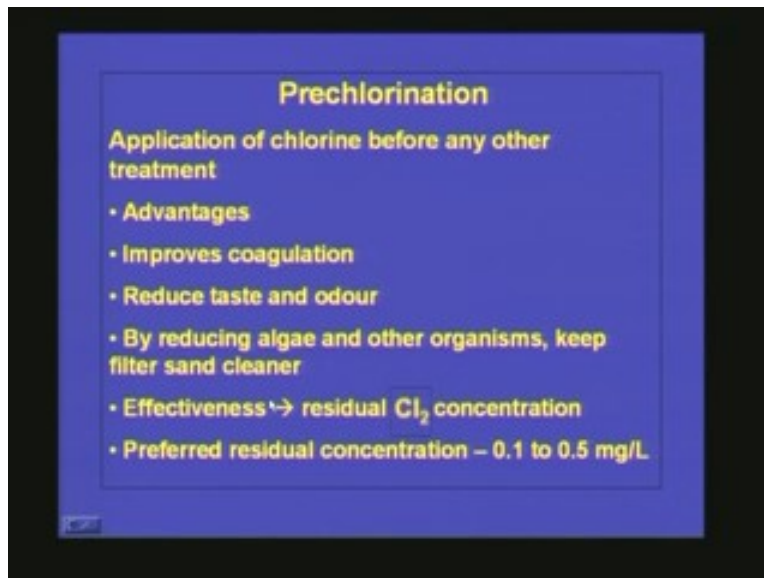 Prechlorination
Application of chlorine before any other
treatment
• Advantages
• Improves coagulation
• Reduce taste and odour
• By reducing algae and other organisms, keep
filter sand cleaner
• Effectiveness → residual Cl₂ concentration
• Preferred residual concentration – 0.1 to 0.5 mg/L